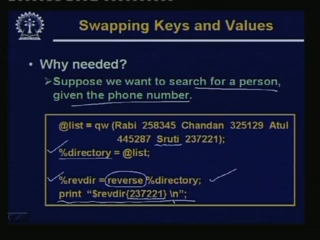 Swapping Keys and Values
• Why needed?
➢Suppose we want to search for a person,
given the phone number.
@list = qw (Rabi 258345 Chandan 325129 Atul
445287 Sruti 237221);
%directory = @list;
%revdir = reverse %directory;
print "$revdir{237221} \n";